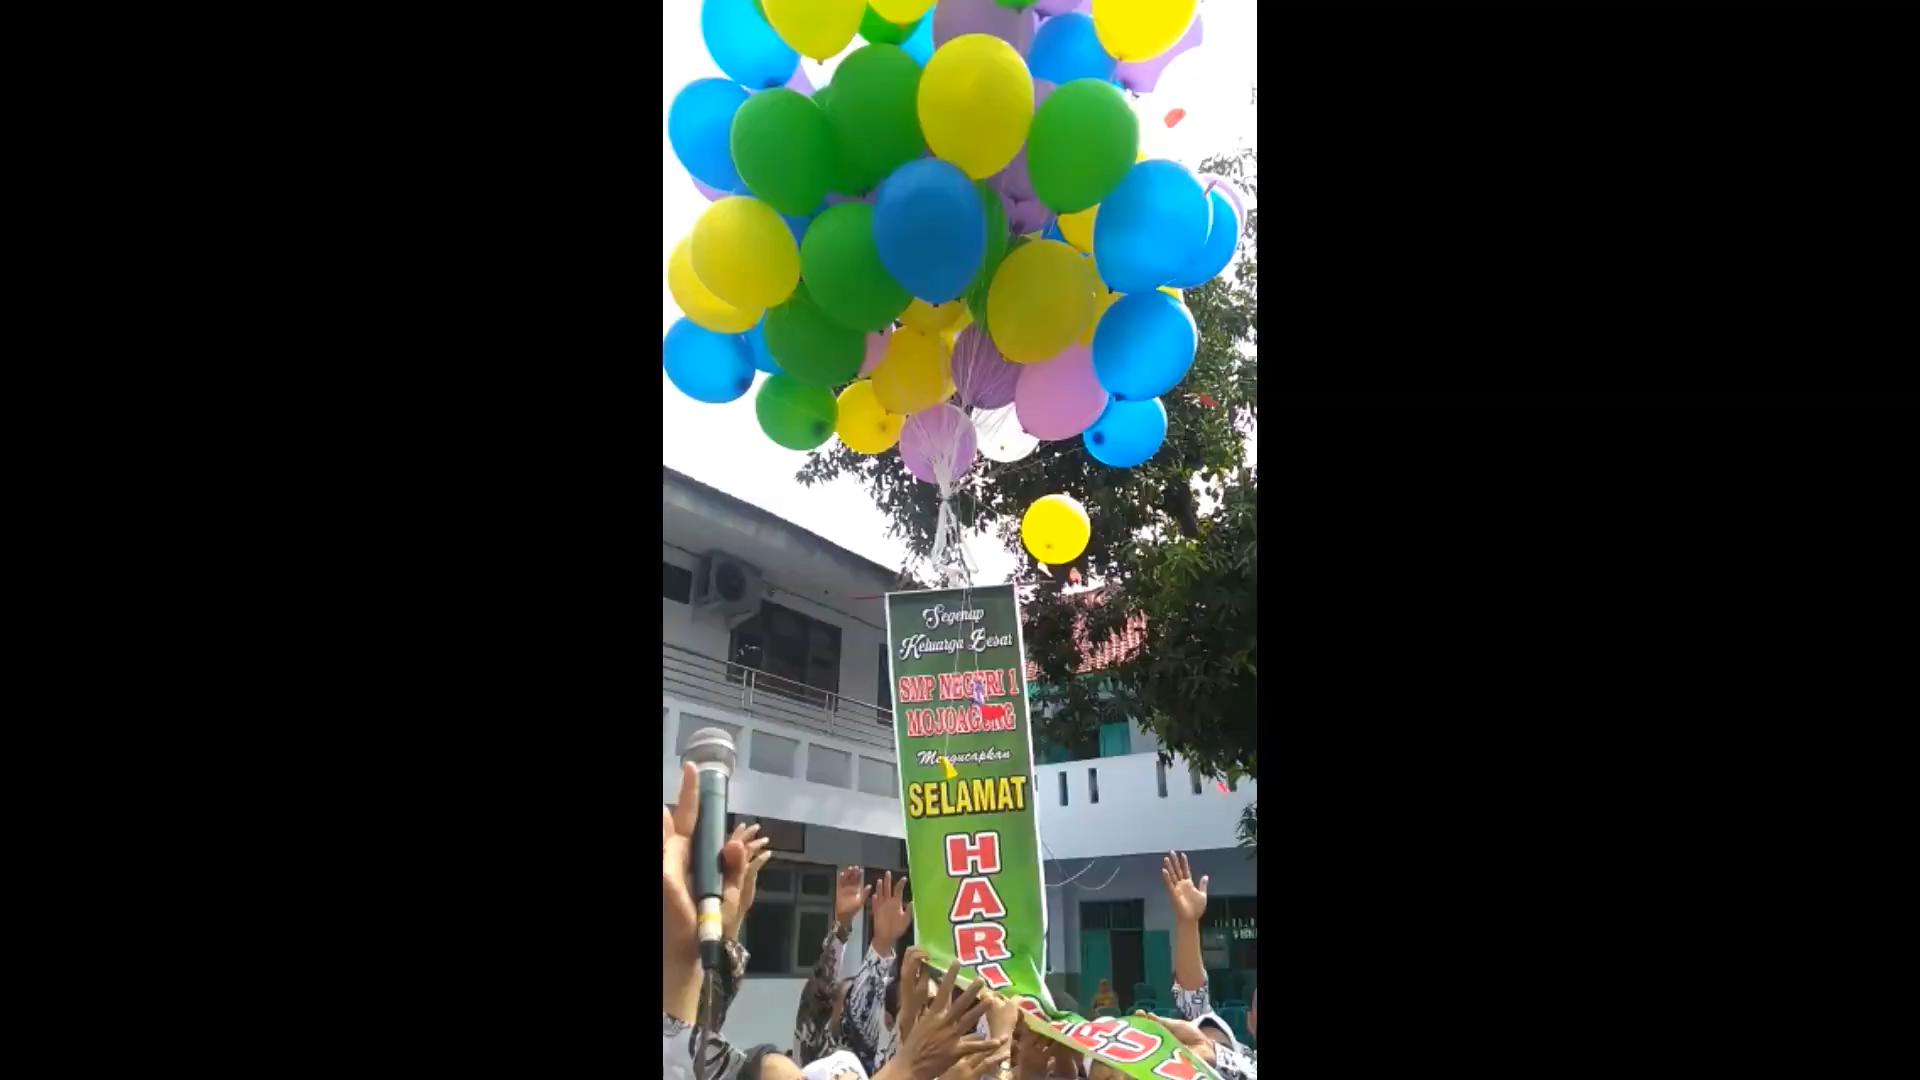 Segenap
Keluarga Besar
SMP NEGERI 1
MOJOAGUNG
Mengucapkan
SELAMAT
HARI